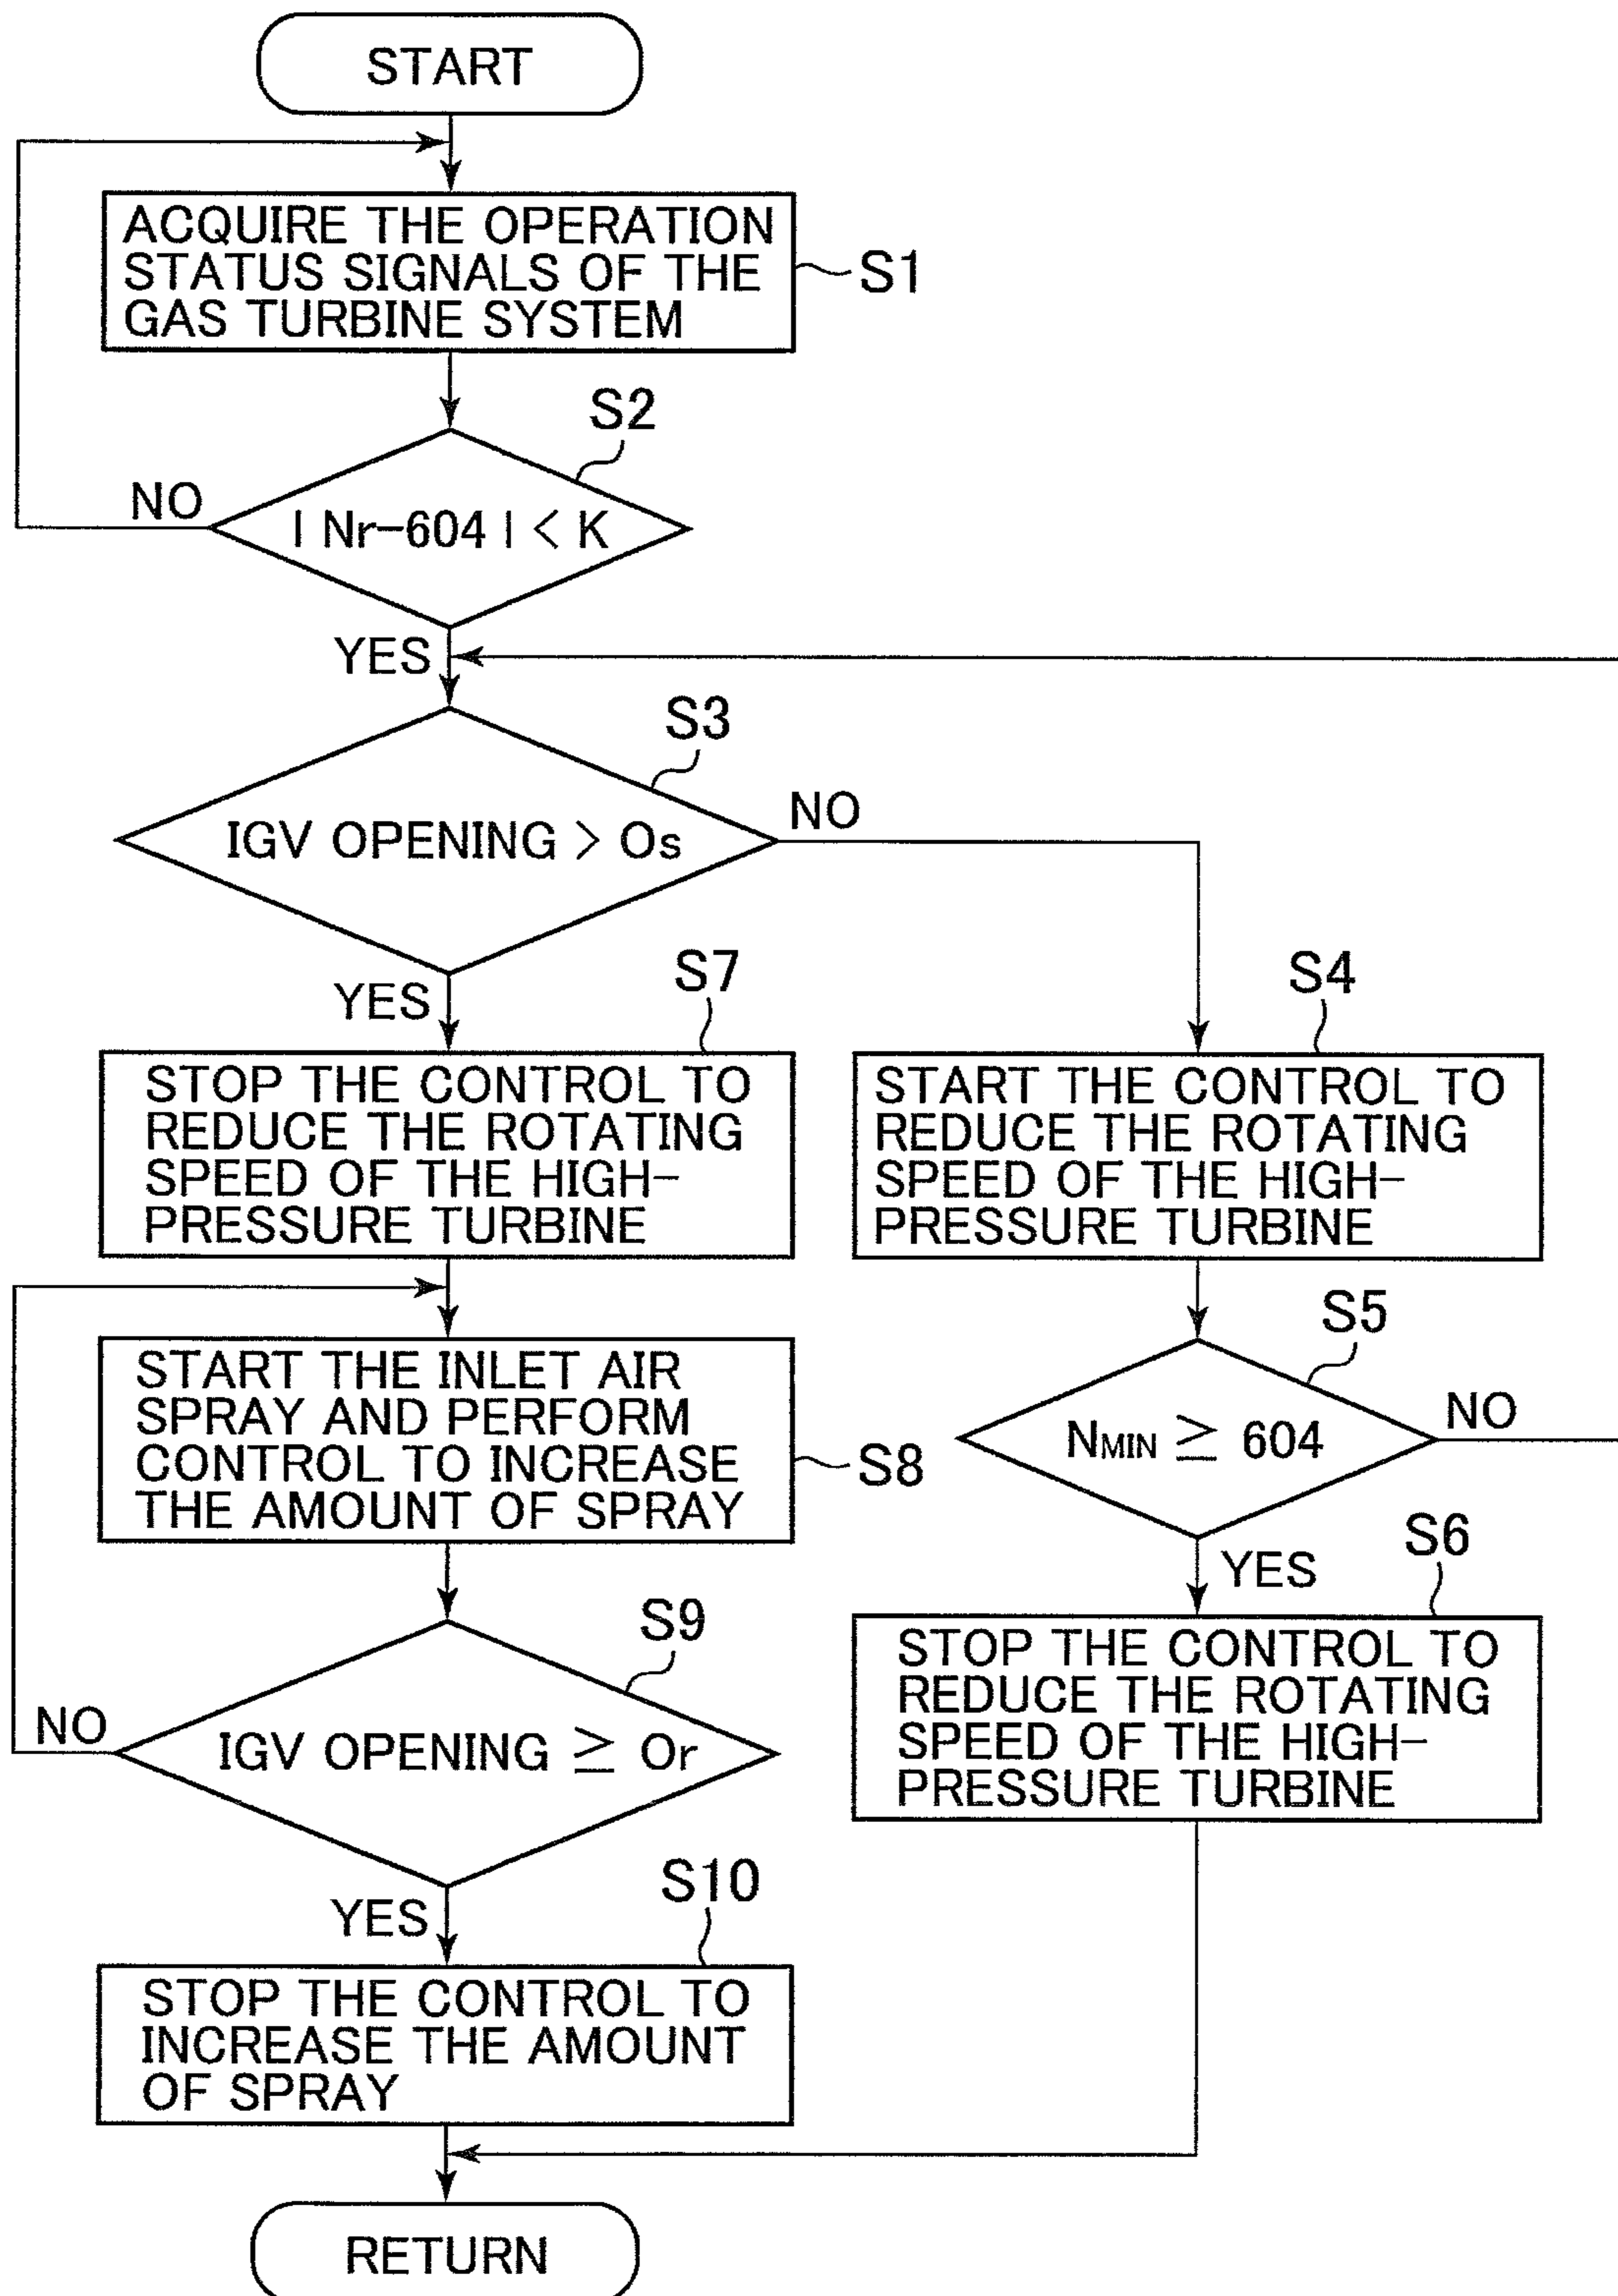 START
ACQUIRE THE OPERATION
STATUS SIGNALS OF THE
GAS TURBINE SYSTEM
S1
S2
NO
| Nr-604 | < K
YES
S3
IGV OPENING > Os
NO
YES
S7
STOP THE CONTROL TO
REDUCE THE ROTATING
SPEED OF THE HIGH-
PRESSURE TURBINE
S4
START THE CONTROL TO
REDUCE THE ROTATING
SPEED OF THE HIGH-
PRESSURE TURBINE
START THE INLET AIR
SPRAY AND PERFORM
CONTROL TO INCREASE
THE AMOUNT OF SPRAY
S8
S5
NMIN ≧ 604
NO
YES
S6
STOP THE CONTROL TO
REDUCE THE ROTATING
SPEED OF THE HIGH-
PRESSURE TURBINE
S9
NO
IGV OPENING ≧ Or
YES
S10
STOP THE CONTROL TO
INCREASE THE AMOUNT
OF SPRAY
RETURN